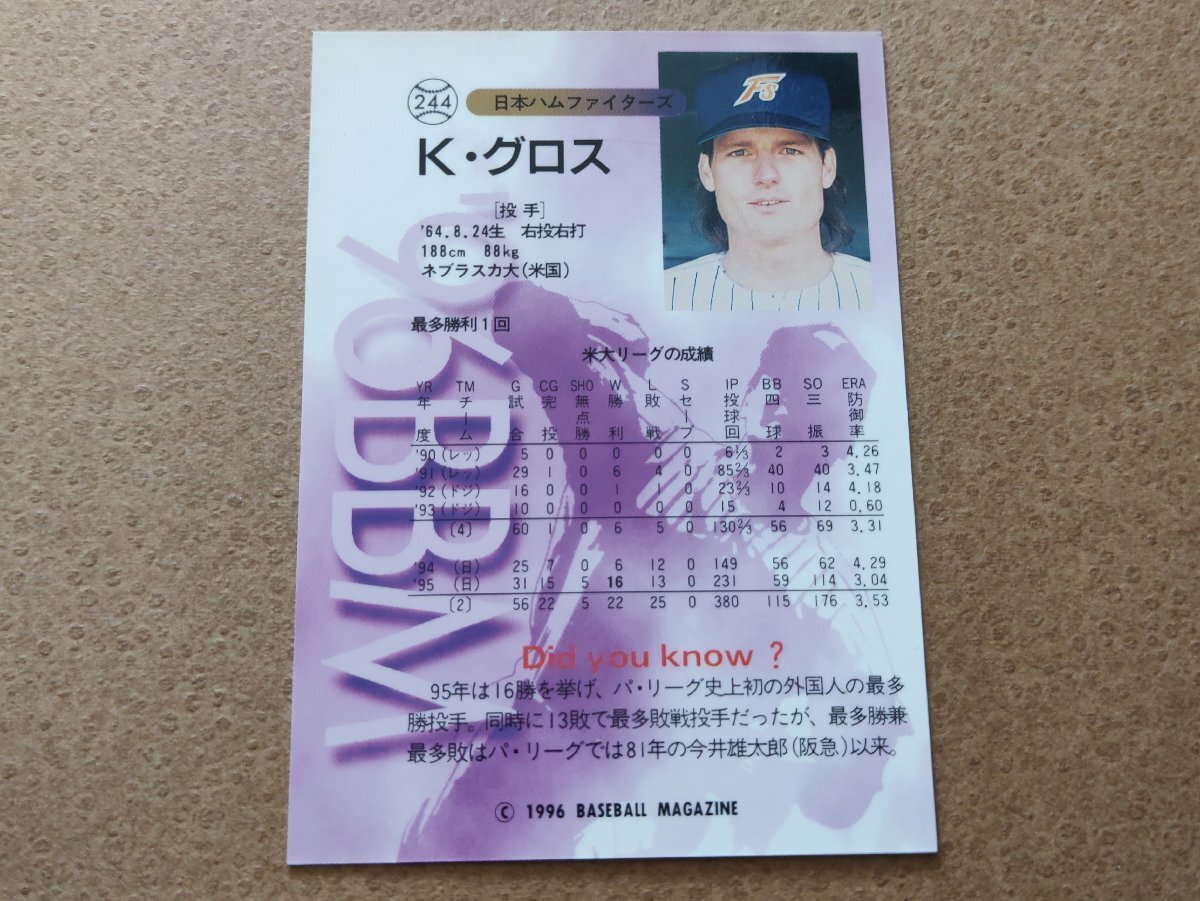 244 日本ハムファイターズ
Fs
K・グロス
[投手]
'64.8.24生 右投右打
188cm 88kg
ネブラスカ大(米国)
最多勝利1回
米大リーグの成績
YR TM G CG SHO W L S IP BB SO ERA
年度 チーム 試合 完投 無点勝 勝利 敗戦 セーブ 投球回 四球 三振 防御率
'90 (レッ) 5 0 0 0 0 0 6⅓ 2 3 4.26
'91 (レッ) 29 1 0 6 4 0 85⅔ 40 40 3.47
'92 (ドジ) 16 0 0 1 1 0 23⅔ 10 14 4.18
'93 (ドジ) 10 0 0 0 0 0 15 4 12 0.60
[4] 60 1 0 6 5 0 130⅔ 56 69 3.31
'94 (日) 25 7 0 6 12 0 149 56 62 4.29
'95 (日) 31 15 5 16 13 0 231 59 114 3.04
[2] 56 22 5 22 25 0 380 115 176 3.53
'96 BBM
Did you know ?
95年は16勝を挙げ、パ・リーグ史上初の外国人の最多
勝投手。同時に13敗で最多敗戦投手だったが、最多勝兼
最多敗はパ・リーグでは81年の今井雄太郎(阪急)以来。
© 1996 BASEBALL MAGAZINE